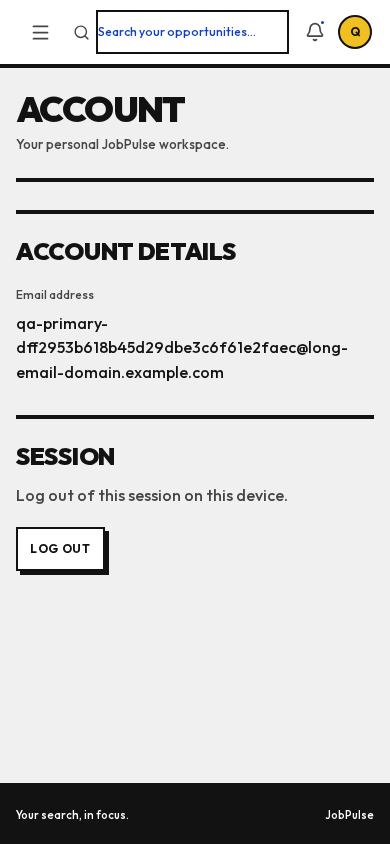 Search your opportunities...
Q
ACCOUNT
Your personal JobPulse workspace.
ACCOUNT DETAILS
Email address
qa-primary-
dff2953b618b45d29dbe3c6f61e2faec@long-
email-domain.example.com
SESSION
Log out of this session on this device.
LOG OUT
Your search, in focus. JobPulse